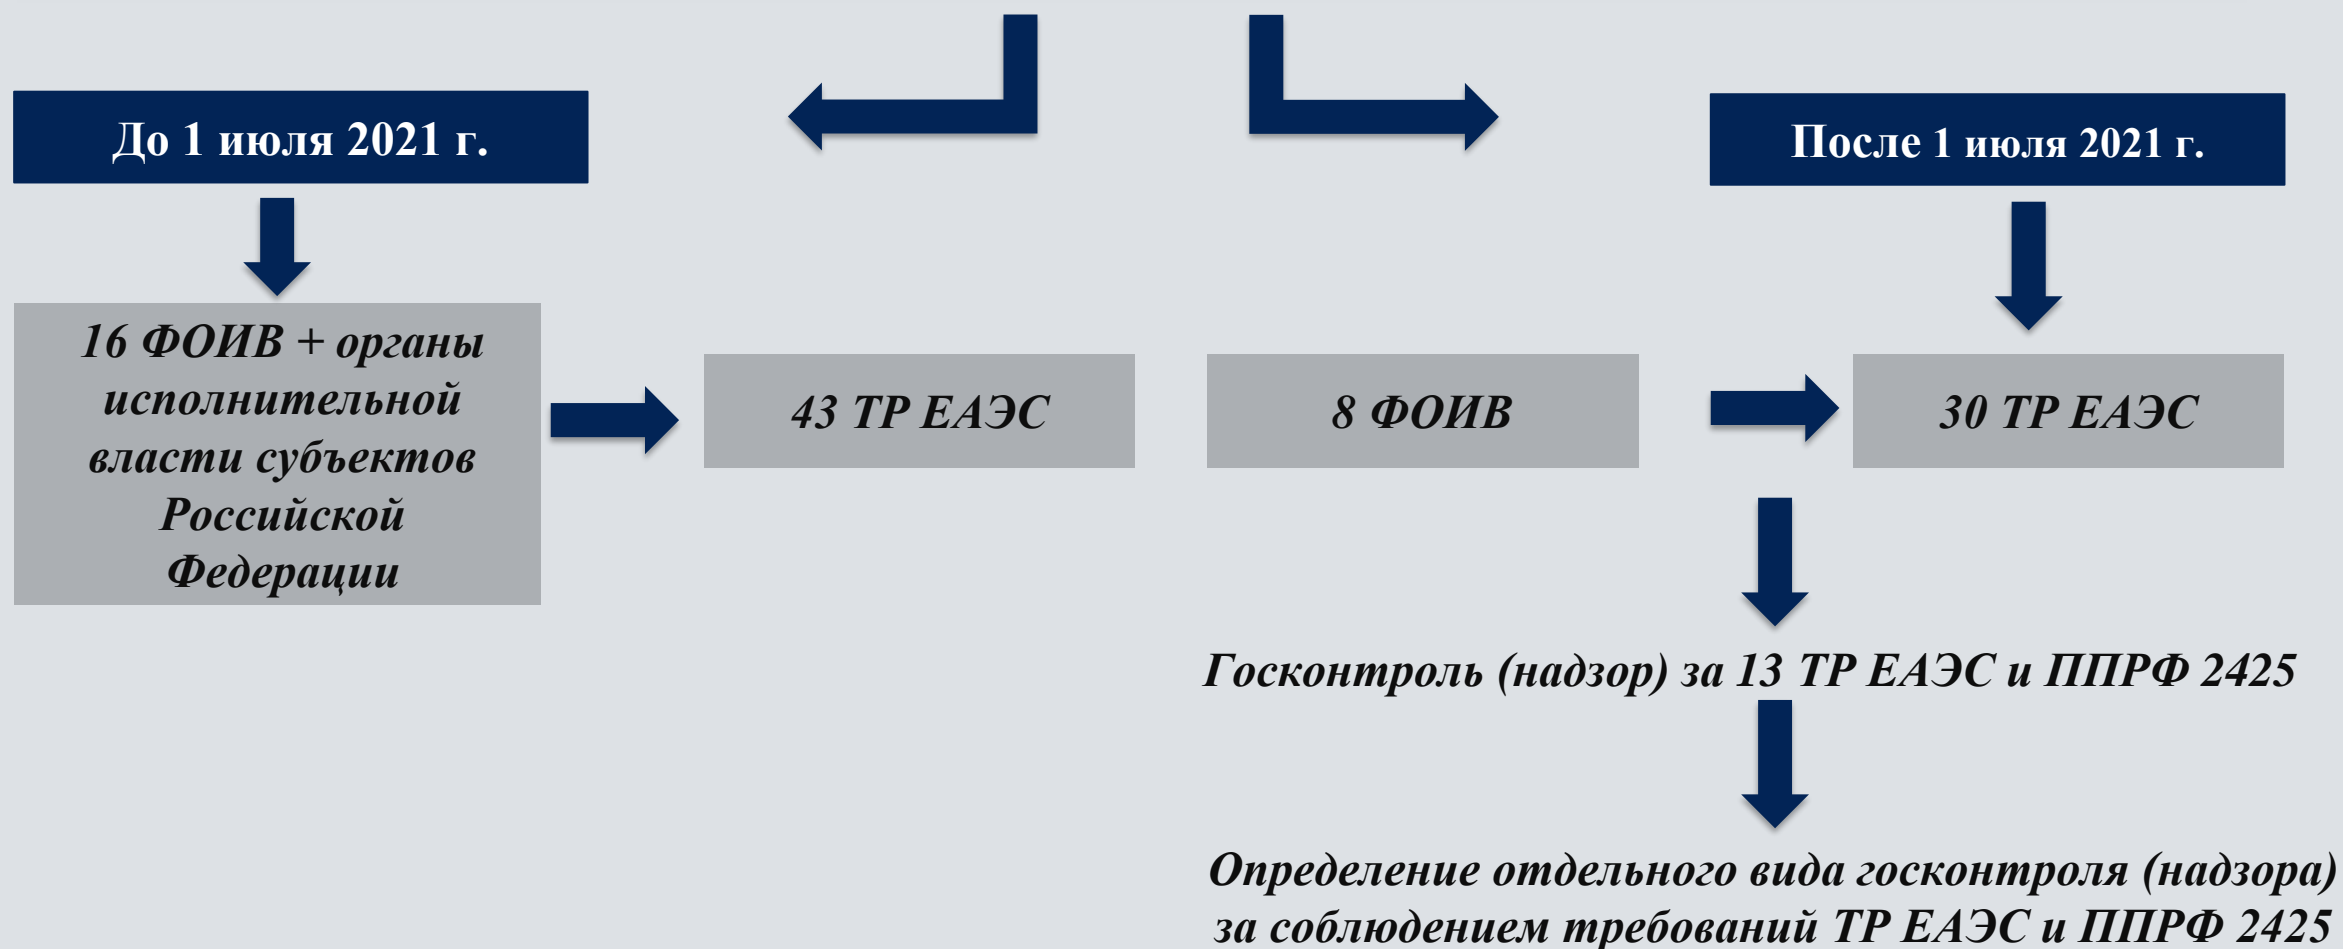 До 1 июля 2021 г.
После 1 июля 2021 г.
16 ФОИВ + органы
исполнительной
власти субъектов
Российской
Федерации
43 ТР ЕАЭС
8 ФОИВ
30 ТР ЕАЭС
Госконтроль (надзор) за 13 ТР ЕАЭС и ППРФ 2425
Определение отдельного вида госконтроля (надзора)
за соблюдением требований ТР ЕАЭС и ППРФ 2425